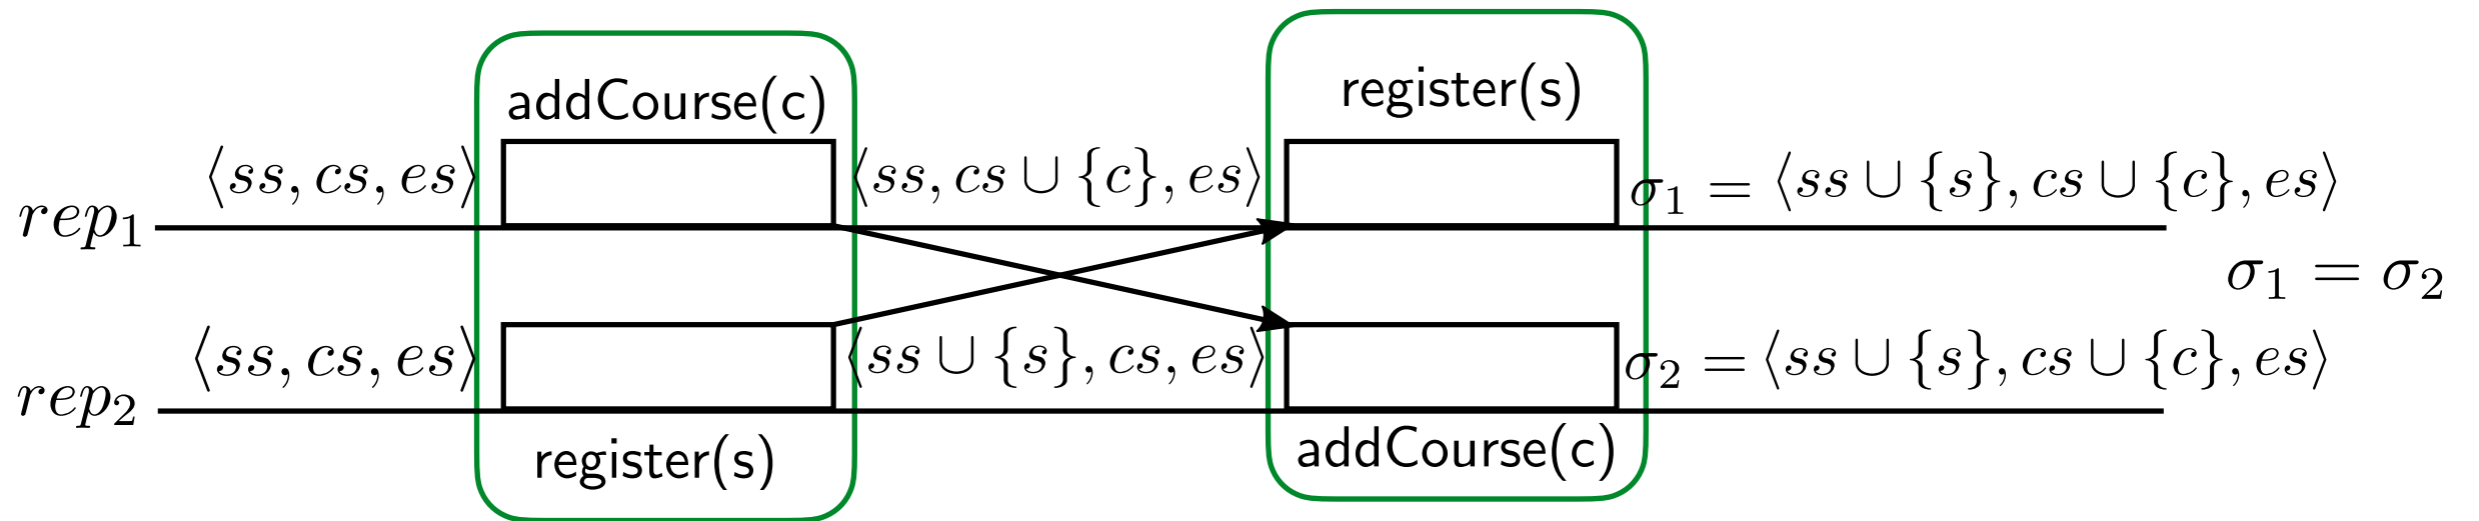 addCourse(c) register(s)
⟨ss, cs, es⟩ ⟨ss, cs ∪ {c}, es⟩ σ₁ = ⟨ss ∪ {s}, cs ∪ {c}, es⟩
rep₁
σ₁ = σ₂
⟨ss, cs, es⟩ ⟨ss ∪ {s}, cs, es⟩ σ₂ = ⟨ss ∪ {s}, cs ∪ {c}, es⟩
rep₂
register(s) addCourse(c)